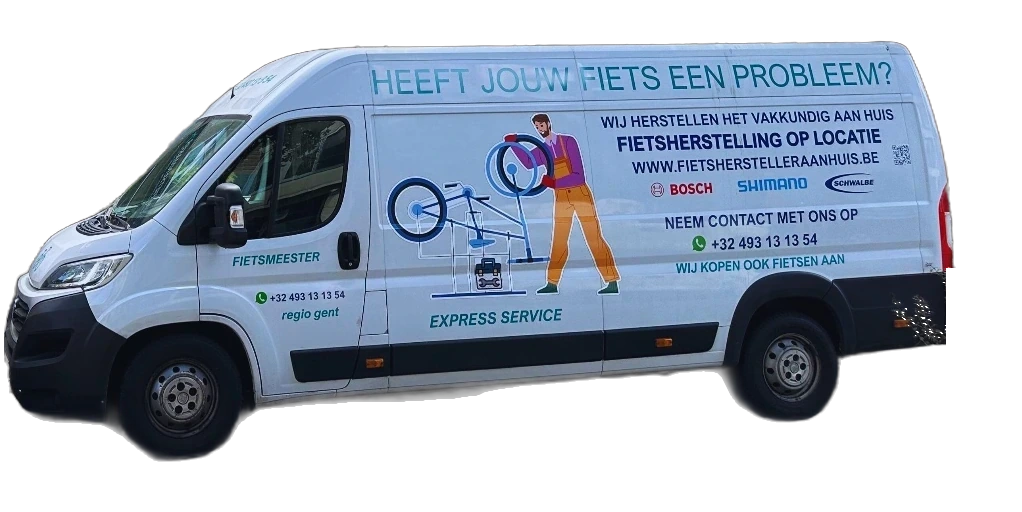 HEEFT JOUW FIETS EEN PROBLEEM?
WIJ HERSTELLEN HET VAKKUNDIG AAN HUIS
FIETSHERSTELLING OP LOCATIE
WWW.FIETSHERSTELLERAANHUIS.BE
BOSCH SHIMANO SCHWALBE
NEEM CONTACT MET ONS OP
+32 493 13 13 54
WIJ KOPEN OOK FIETSEN AAN
FIETSMEESTER
+32 493 13 13 54
regio gent
EXPRESS SERVICE